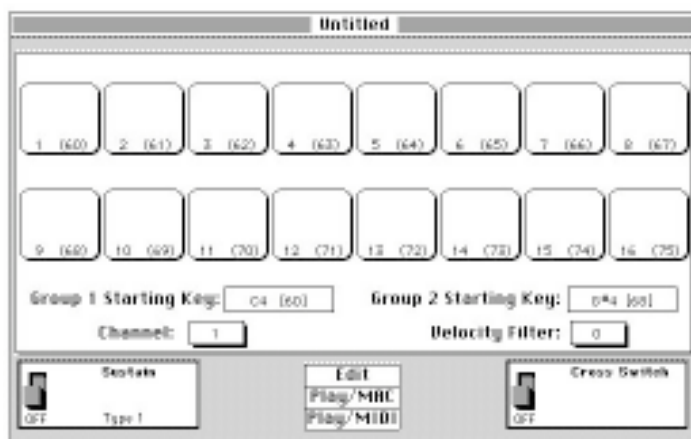 Untitled
1 (60) 2 (61) 3 (62) 4 (63) 5 (64) 6 (65) 7 (66) 8 (67)
9 (68) 10 (69) 11 (70) 12 (71) 13 (72) 14 (73) 15 (74) 16 (75)
Group 1 Starting Key: C4 (60) Group 2 Starting Key: G#4 (68)
Channel: 1 Velocity Filter: 0
Sustain Edit Cross Switch
Play/MAC
OFF Type 1 Play/MIDI OFF